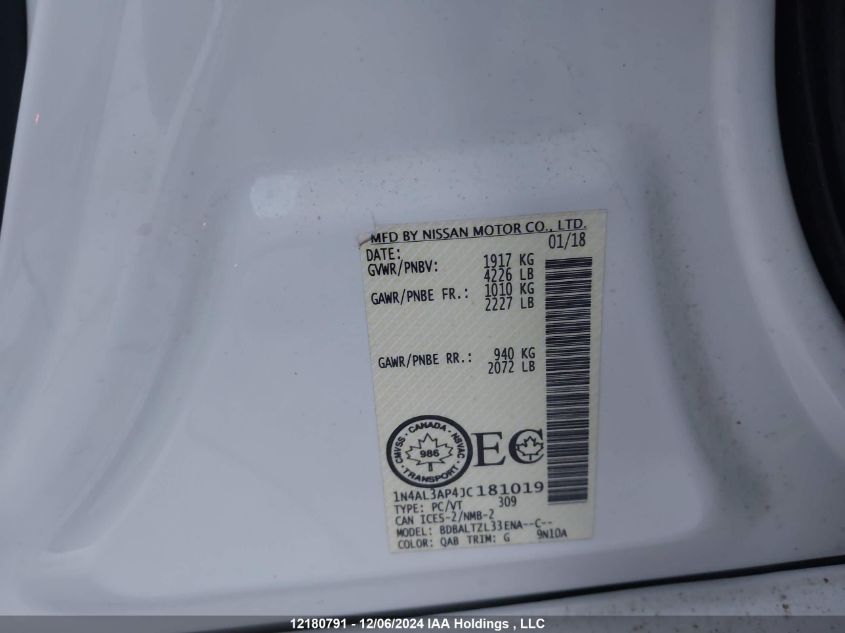 MFD BY NISSAN MOTOR CO., LTD.
DATE: 01/18
GVWR/PNBV: 1917 KG
4226 LB
GAWR/PNBE FR.: 1010 KG
2227 LB
GAWR/PNBE RR.: 940 KG
2072 LB
CMVSS · CANADA · NSVAC · TRANSPORT ·
986
EC
1N4AL3AP4JC181019
TYPE: PC/VT 309
CAN ICES-2/NMB-2
MODEL: BDBALTZL33ENA--C--
COLOR: QAB TRIM: G 9N10A
12180791 - 12/06/2024 IAA Holdings , LLC